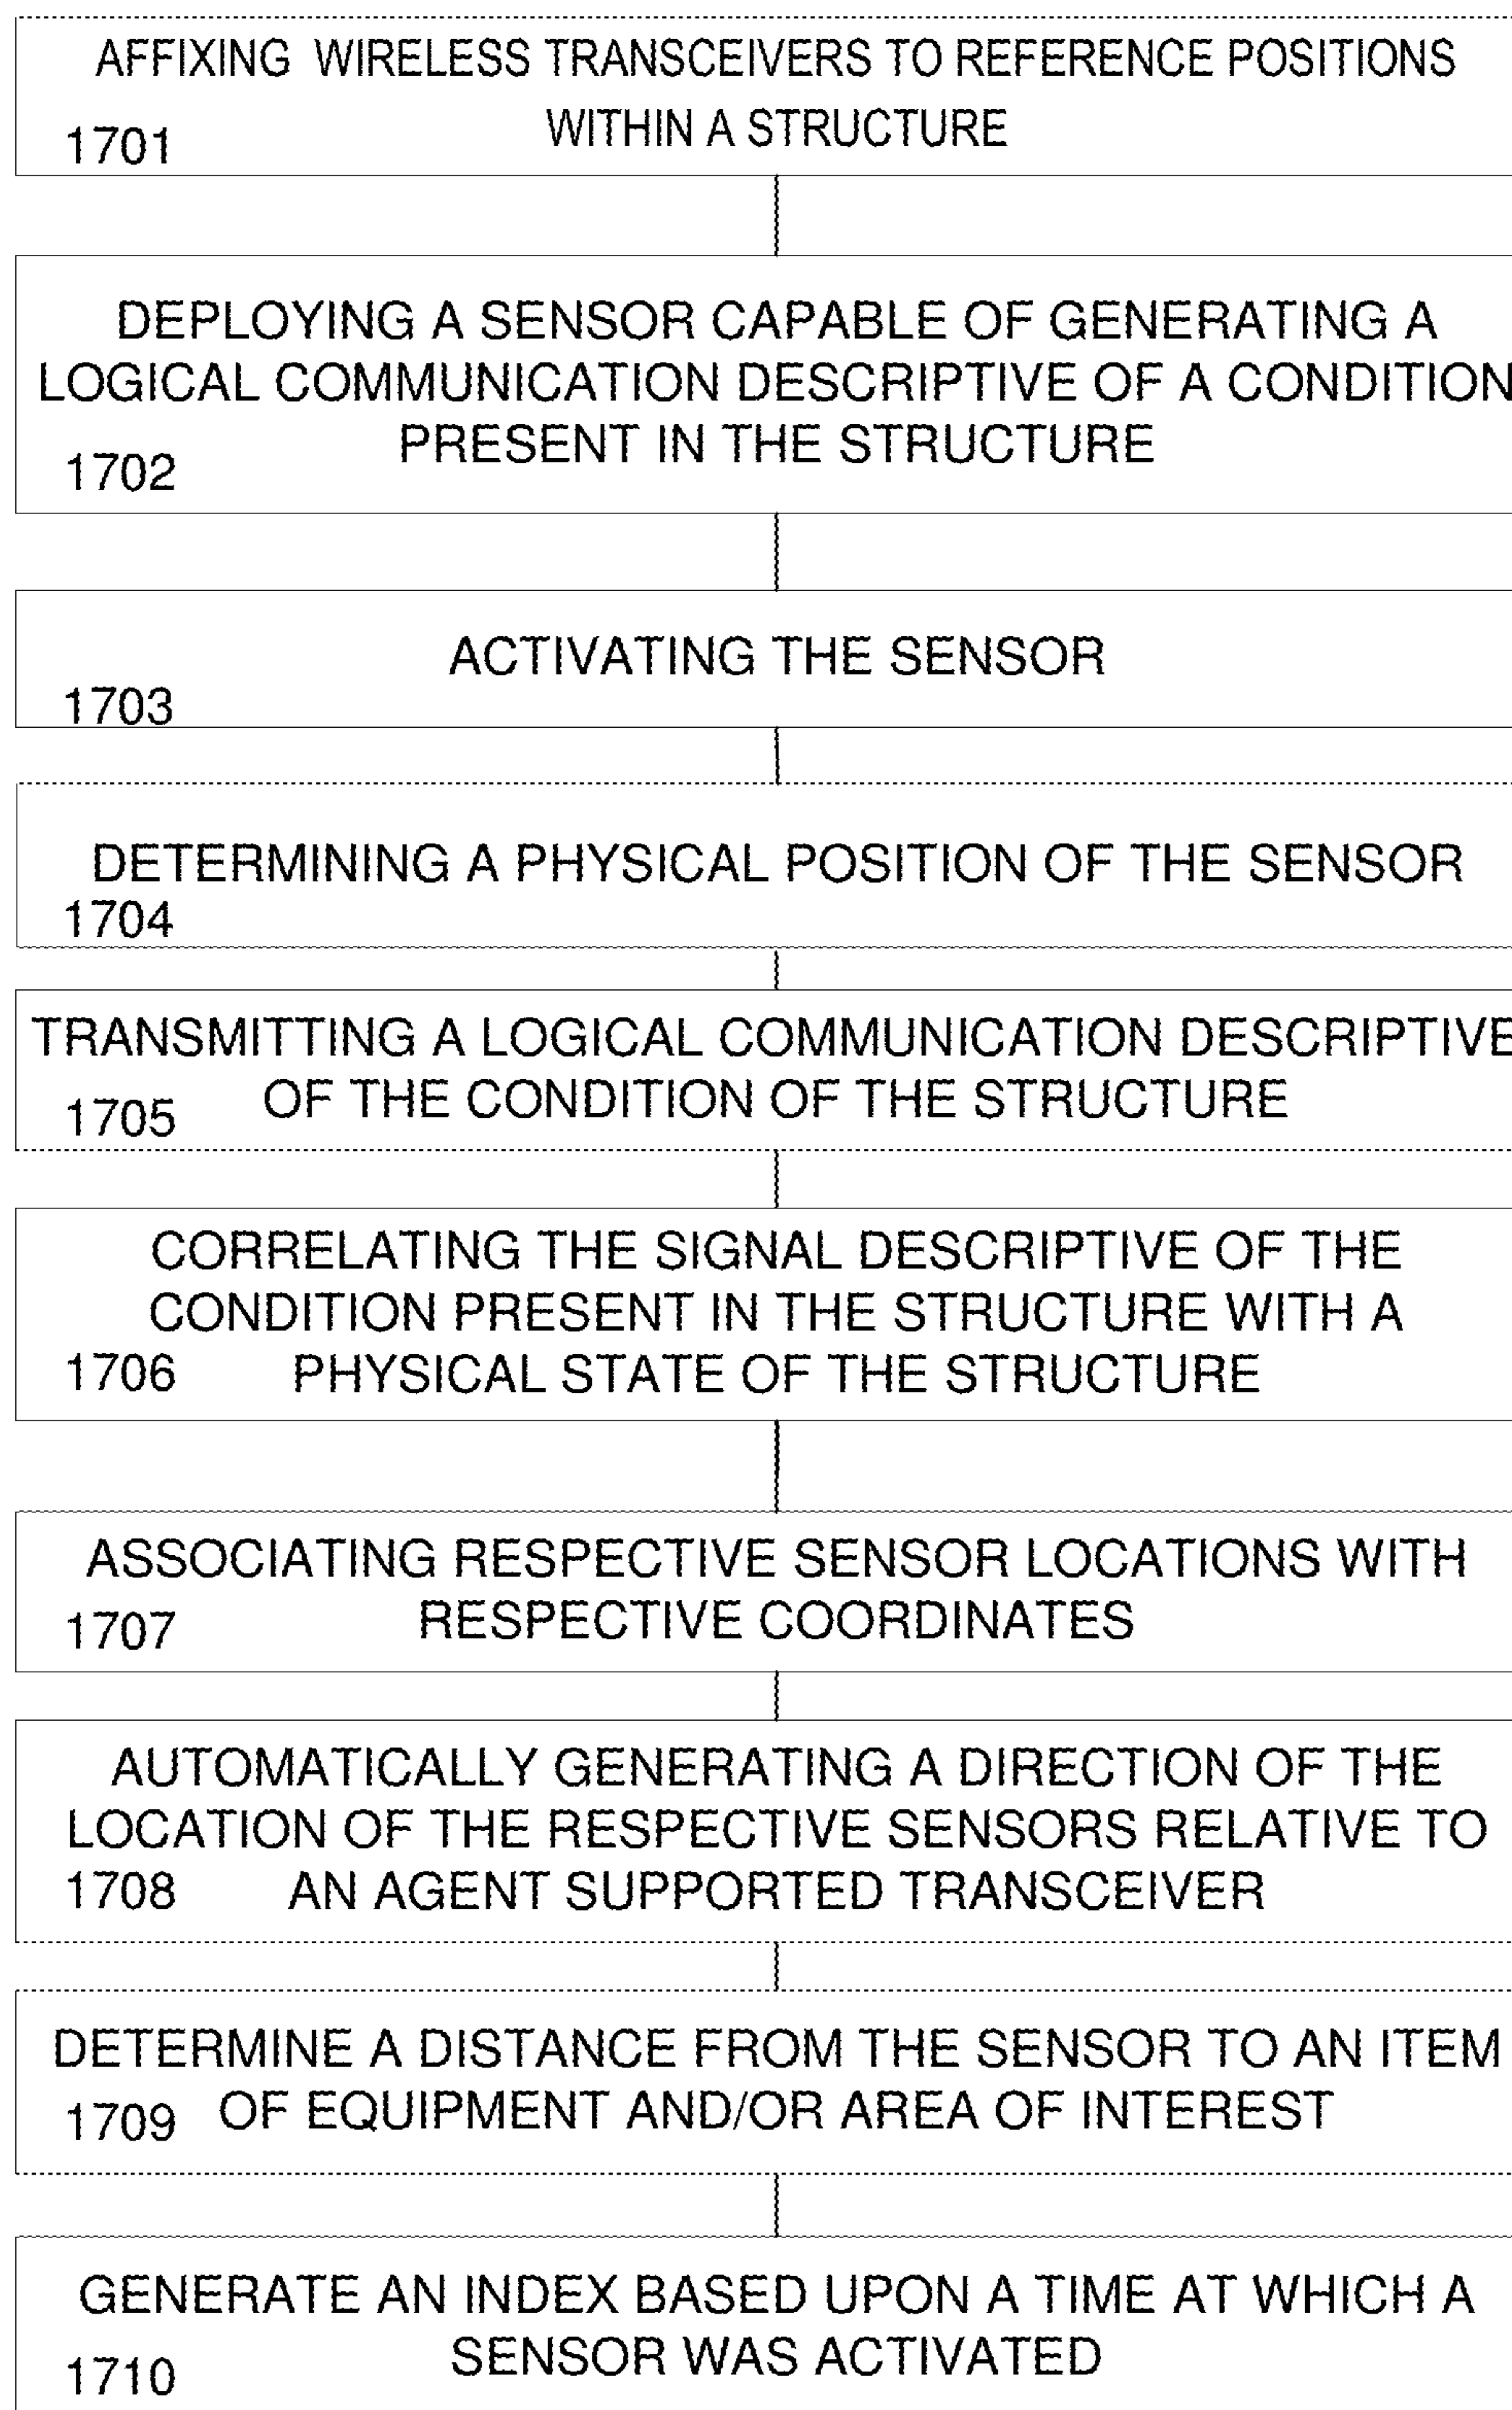 AFFIXING WIRELESS TRANSCEIVERS TO REFERENCE POSITIONS
WITHIN A STRUCTURE
1701
DEPLOYING A SENSOR CAPABLE OF GENERATING A
LOGICAL COMMUNICATION DESCRIPTIVE OF A CONDITION
PRESENT IN THE STRUCTURE
1702
ACTIVATING THE SENSOR
1703
DETERMINING A PHYSICAL POSITION OF THE SENSOR
1704
TRANSMITTING A LOGICAL COMMUNICATION DESCRIPTIVE
OF THE CONDITION OF THE STRUCTURE
1705
CORRELATING THE SIGNAL DESCRIPTIVE OF THE
CONDITION PRESENT IN THE STRUCTURE WITH A
PHYSICAL STATE OF THE STRUCTURE
1706
ASSOCIATING RESPECTIVE SENSOR LOCATIONS WITH
RESPECTIVE COORDINATES
1707
AUTOMATICALLY GENERATING A DIRECTION OF THE
LOCATION OF THE RESPECTIVE SENSORS RELATIVE TO
AN AGENT SUPPORTED TRANSCEIVER
1708
DETERMINE A DISTANCE FROM THE SENSOR TO AN ITEM
OF EQUIPMENT AND/OR AREA OF INTEREST
1709
GENERATE AN INDEX BASED UPON A TIME AT WHICH A
SENSOR WAS ACTIVATED
1710